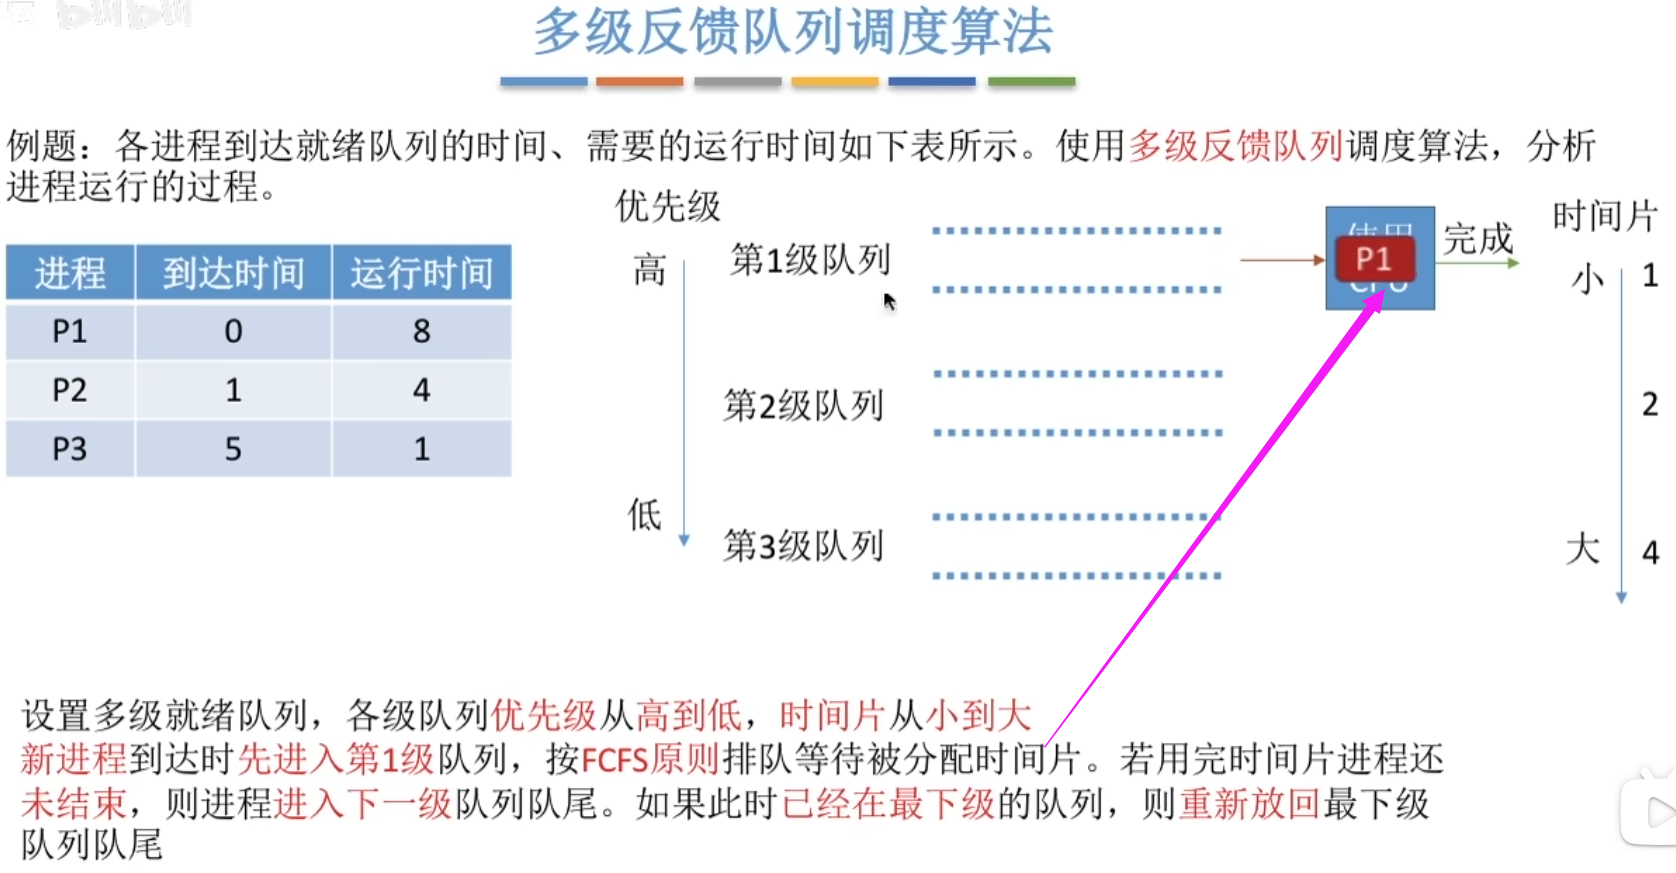 bilibili
多级反馈队列调度算法
例题：各进程到达就绪队列的时间、需要的运行时间如下表所示。使用多级反馈队列调度算法，分析
进程运行的过程。
进程 到达时间 运行时间
P1 0 8
P2 1 4
P3 5 1
优先级
高
低
第1级队列
第2级队列
第3级队列
P1
完成
时间片
小 1
2
大 4
设置多级就绪队列，各级队列优先级从高到低，时间片从小到大
新进程到达时先进入第1级队列，按FCFS原则排队等待被分配时间片。若用完时间片进程还
未结束，则进程进入下一级队列队尾。如果此时已经在最下级的队列，则重新放回最下级
队列队尾